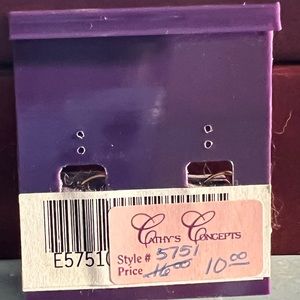 E5751
CATHY'S CONCEPTS
Style # 5751
Price 16.00 10.00